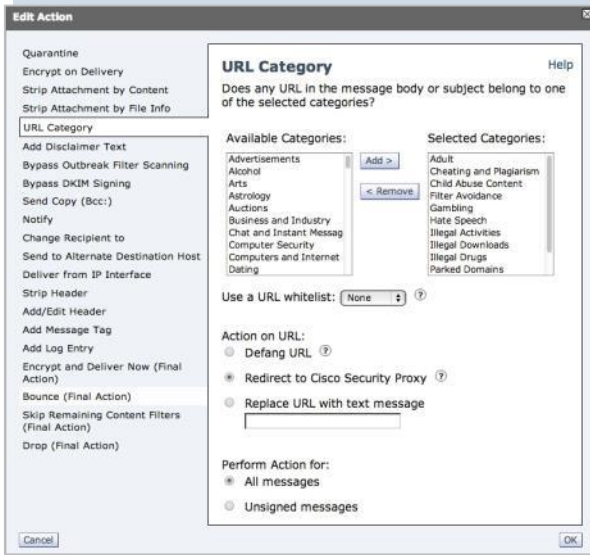 Edit Action
Quarantine
Encrypt on Delivery
Strip Attachment by Content
Strip Attachment by File Info
URL Category
Add Disclaimer Text
Bypass Outbreak Filter Scanning
Bypass DKIM Signing
Send Copy (Bcc:)
Notify
Change Recipient to
Send to Alternate Destination Host
Deliver from IP Interface
Strip Header
Add/Edit Header
Add Message Tag
Add Log Entry
Encrypt and Deliver Now (Final
Action)
Bounce (Final Action)
Skip Remaining Content Filters
(Final Action)
Drop (Final Action)
URL Category
Help
Does any URL in the message body or subject belong to one
of the selected categories?
Available Categories:
Advertisements
Alcohol
Arts
Astrology
Auctions
Business and Industry
Chat and Instant Messag
Computer Security
Computers and Internet
Dating
Add >
< Remove
Selected Categories:
Adult
Cheating and Plagiarism
Child Abuse Content
Filter Avoidance
Gambling
Hate Speech
Illegal Activities
Illegal Downloads
Illegal Drugs
Parked Domains
Use a URL whitelist: None ?
Action on URL:
Defang URL ?
Redirect to Cisco Security Proxy ?
Replace URL with text message
Perform Action for:
All messages
Unsigned messages
Cancel
OK